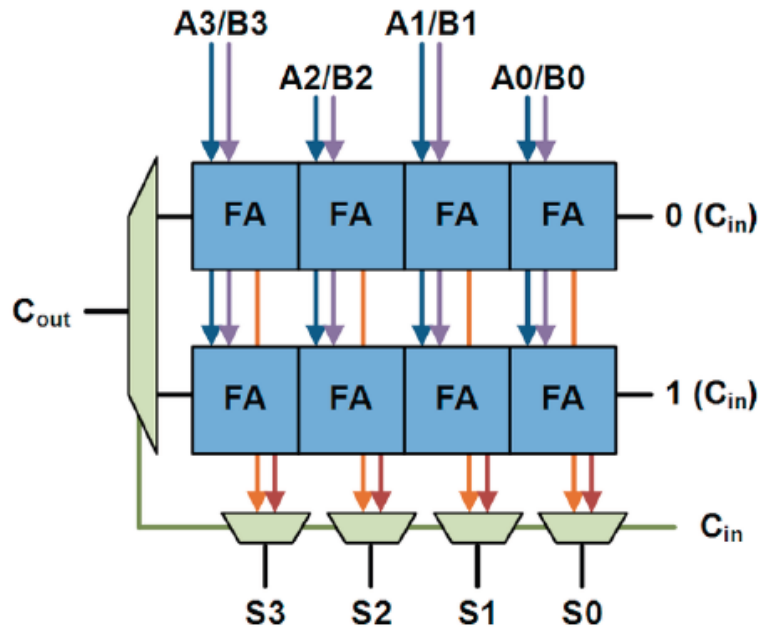 A3/B3
A1/B1
A2/B2
A0/B0
FA FA FA FA 0 (Cin)
Cout
FA FA FA FA 1 (Cin)
Cin
S3 S2 S1 S0